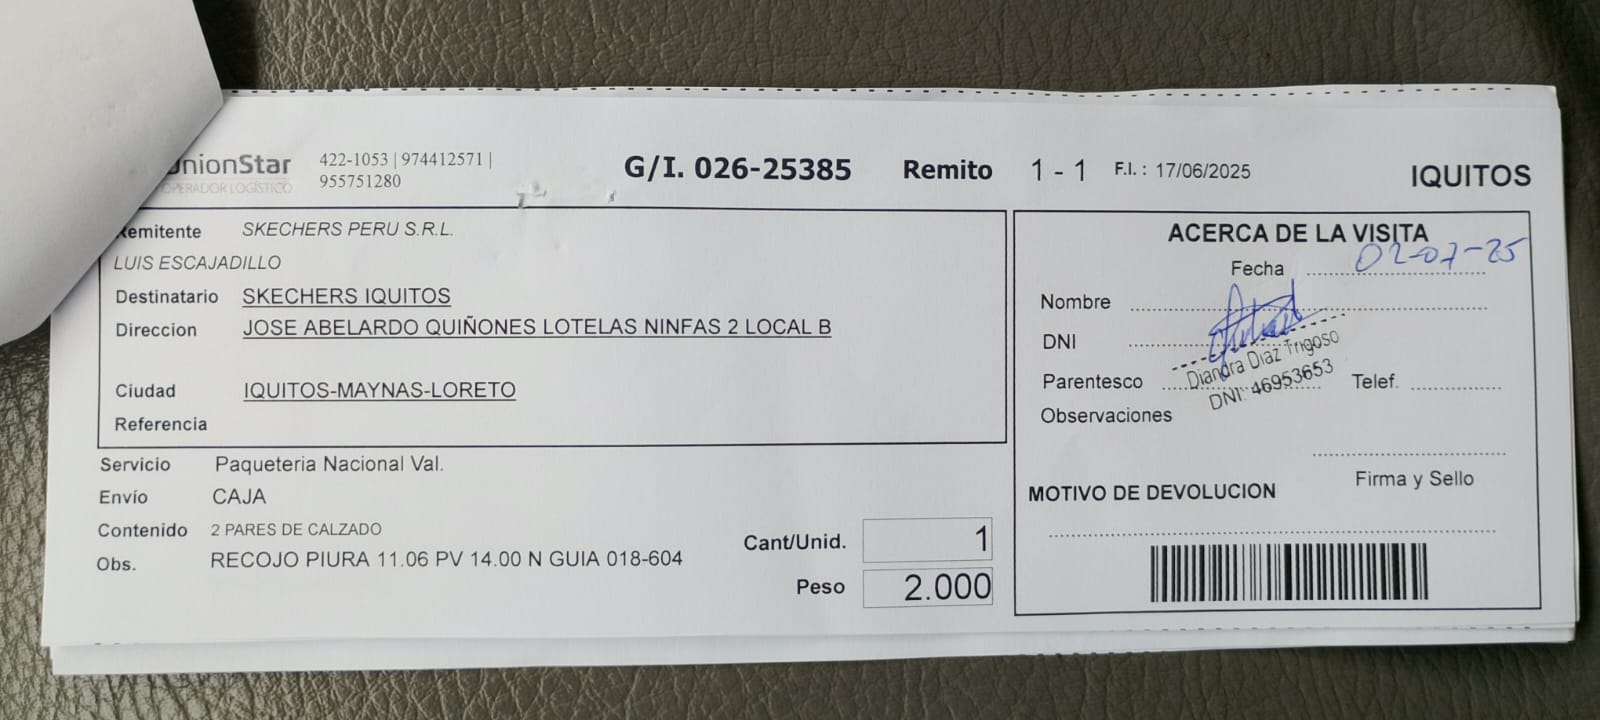 nionStar
OPERADOR LOGÍSTICO
422-1053 | 974412571 |
955751280
G/I. 026-25385 Remito 1 - 1 F.I. : 17/06/2025 IQUITOS
Remitente SKECHERS PERU S.R.L.
LUIS ESCAJADILLO
Destinatario SKECHERS IQUITOS
Direccion JOSE ABELARDO QUIÑONES LOTELAS NINFAS 2 LOCAL B
Ciudad IQUITOS-MAYNAS-LORETO
Referencia
Servicio Paqueteria Nacional Val.
Envío CAJA
Contenido 2 PARES DE CALZADO
Obs. RECOJO PIURA 11.06 PV 14.00 N GUIA 018-604
Cant/Unid. 1
Peso 2.000
ACERCA DE LA VISITA
Fecha 02-07-25
Nombre
DNI
Diandra Diaz Trigoso
Parentesco
DNI: 46953653
Telef.
Observaciones
Firma y Sello
MOTIVO DE DEVOLUCION